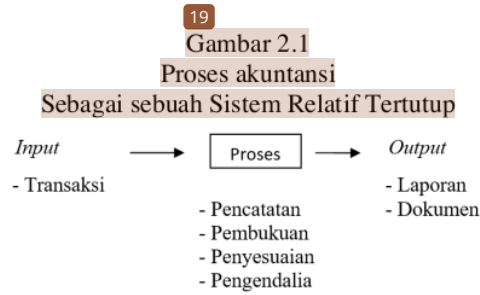 19
Gambar 2.1
Proses akuntansi
Sebagai sebuah Sistem Relatif Tertutup
Input Proses Output
- Transaksi - Laporan
- Pencatatan - Dokumen
- Pembukuan
- Penyesuaian
- Pengendalia